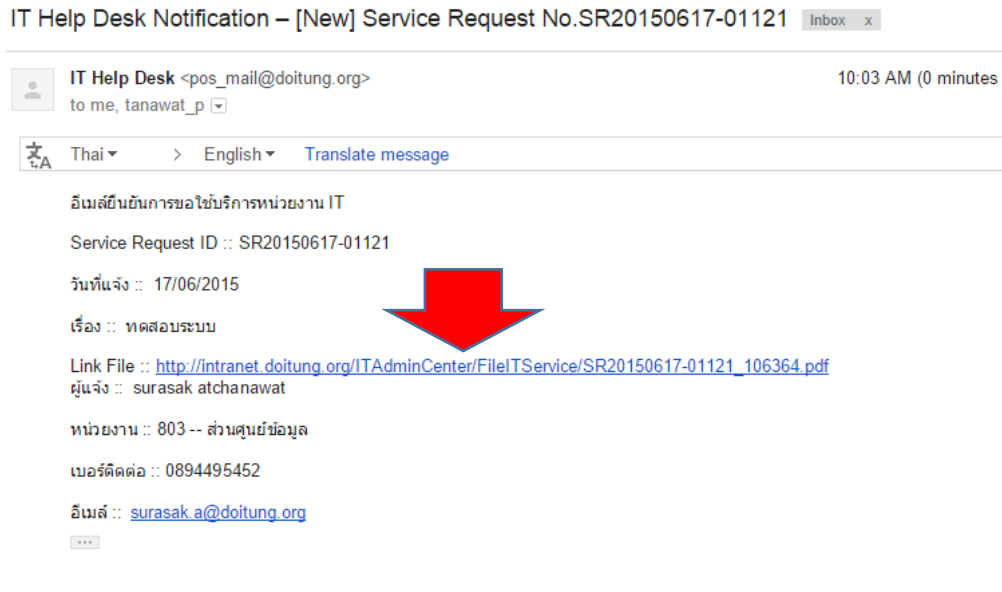 IT Help Desk Notification – [New] Service Request No.SR20150617-01121 Inbox x
IT Help Desk <pos_mail@doitung.org> 10:03 AM (0 minutes
to me, tanawat_p
Thai > English Translate message
อีเมล์ยืนยันการขอใช้บริการหน่วยงาน IT
Service Request ID :: SR20150617-01121
วันที่แจ้ง :: 17/06/2015
เรื่อง :: ทดสอบระบบ
Link File :: http://intranet.doitung.org/ITAdminCenter/FileITService/SR20150617-01121_106364.pdf
ผู้แจ้ง :: surasak atchanawat
หน่วยงาน :: 803 -- ส่วนศูนย์ข้อมูล
เบอร์ติดต่อ :: 0894495452
อีเมล์ :: surasak.a@doitung.org